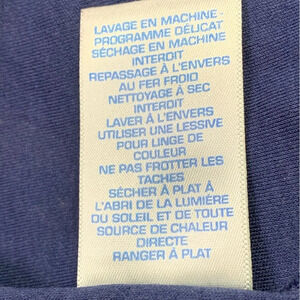 LAVAGE EN MACHINE -
PROGRAMME DÉLICAT
SÉCHAGE EN MACHINE
INTERDIT
REPASSAGE À L'ENVERS
AU FER FROID
NETTOYAGE À SEC
INTERDIT
LAVER À L'ENVERS
UTILISER UNE LESSIVE
POUR LINGE DE
COULEUR
NE PAS FROTTER LES
TACHES
SÉCHER À PLAT À
L'ABRI DE LA LUMIÈRE
DU SOLEIL ET DE TOUTE
SOURCE DE CHALEUR
DIRECTE
RANGER À PLAT